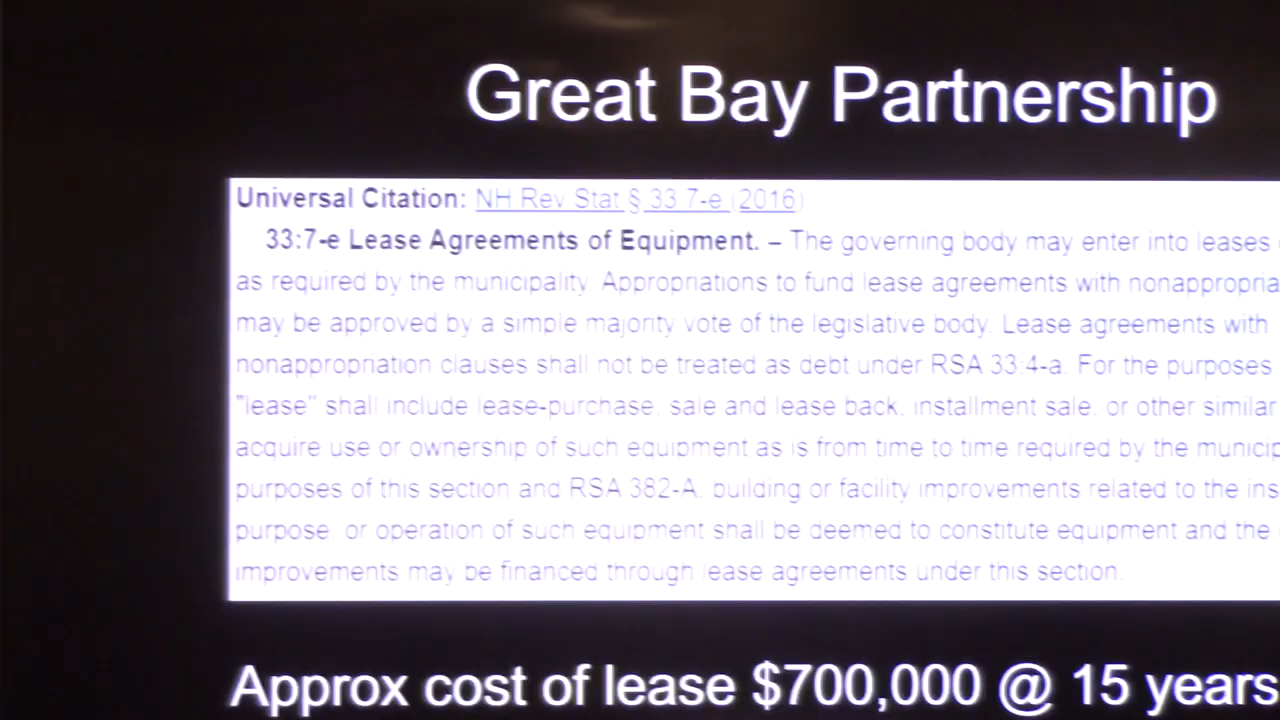 Great Bay Partnership
Universal Citation: NH Rev Stat § 33:7-e (2016)
33:7-e Lease Agreements of Equipment. – The governing body may enter into leases
as required by the municipality. Appropriations to fund lease agreements with nonappropria
may be approved by a simple majority vote of the legislative body. Lease agreements with
nonappropriation clauses shall not be treated as debt under RSA 33:4-a. For the purposes
"lease" shall include lease-purchase, sale and lease back, installment sale, or other similar
acquire use or ownership of such equipment as is from time to time required by the municip
purposes of this section and RSA 382-A, building or facility improvements related to the ins
purpose, or operation of such equipment shall be deemed to constitute equipment and the
improvements may be financed through lease agreements under this section.
Approx cost of lease $700,000 @ 15 years